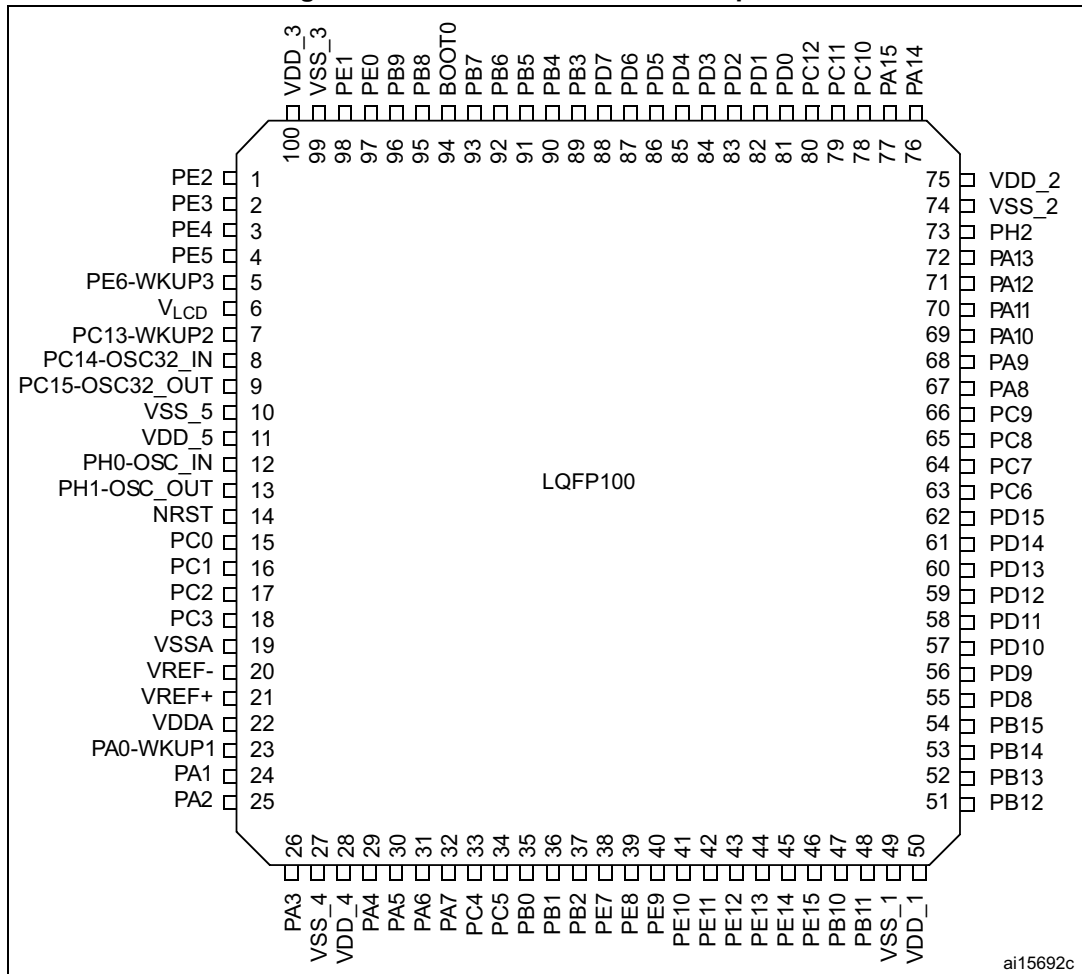 VDD_3 VSS_3 PE1 PE0 PB9 PB8 BOOT0 PB7 PB6 PB5 PB4 PB3 PD7 PD6 PD5 PD4 PD3 PD2 PD1 PD0 PC12 PC11 PC10 PA15 PA14
100 99 98 97 96 95 94 93 92 91 90 89 88 87 86 85 84 83 82 81 80 79 78 77 76
PE2 1 75 VDD_2
PE3 2 74 VSS_2
PE4 3 73 PH2
PE5 4 72 PA13
PE6-WKUP3 5 71 PA12
VLCD 6 70 PA11
PC13-WKUP2 7 69 PA10
PC14-OSC32_IN 8 68 PA9
PC15-OSC32_OUT 9 67 PA8
VSS_5 10 66 PC9
VDD_5 11 65 PC8
PH0-OSC_IN 12 64 PC7
PH1-OSC_OUT 13 LQFP100 63 PC6
NRST 14 62 PD15
PC0 15 61 PD14
PC1 16 60 PD13
PC2 17 59 PD12
PC3 18 58 PD11
VSSA 19 57 PD10
VREF- 20 56 PD9
VREF+ 21 55 PD8
VDDA 22 54 PB15
PA0-WKUP1 23 53 PB14
PA1 24 52 PB13
PA2 25 51 PB12
26 27 28 29 30 31 32 33 34 35 36 37 38 39 40 41 42 43 44 45 46 47 48 49 50
PA3 VSS_4 VDD_4 PA4 PA5 PA6 PA7 PC4 PC5 PB0 PB1 PB2 PE7 PE8 PE9 PE10 PE11 PE12 PE13 PE14 PE15 PB10 PB11 VSS_1 VDD_1
ai15692c